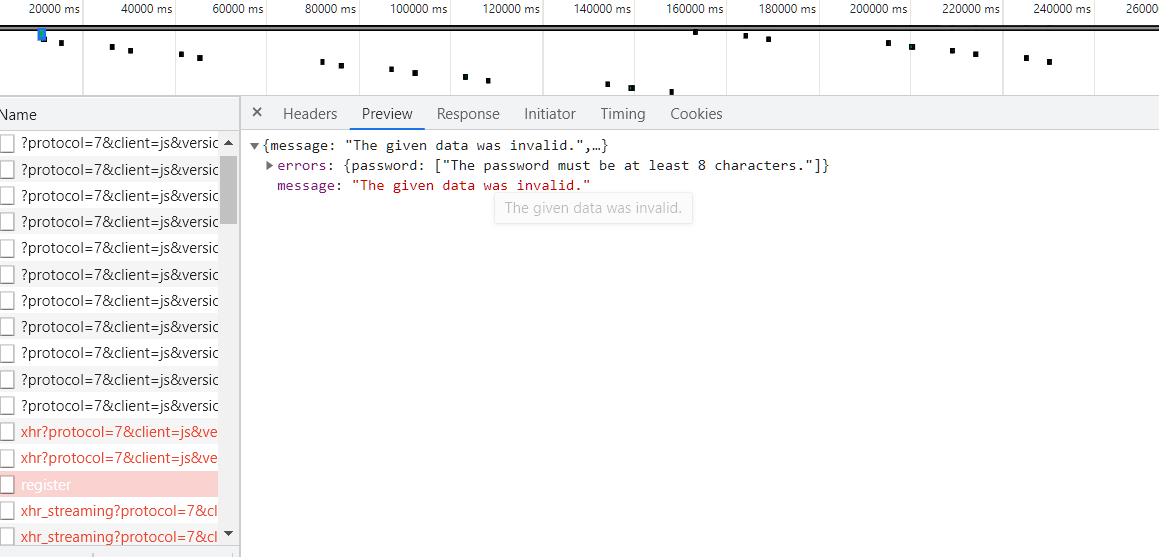 20000 ms 40000 ms 60000 ms 80000 ms 100000 ms 120000 ms 140000 ms 160000 ms 180000 ms 200000 ms 220000 ms 240000 ms 26000
Name
× Headers Preview Response Initiator Timing Cookies
?protocol=7&client=js&versic
?protocol=7&client=js&versic
?protocol=7&client=js&versic
?protocol=7&client=js&versic
?protocol=7&client=js&versic
?protocol=7&client=js&versic
?protocol=7&client=js&versic
?protocol=7&client=js&versic
?protocol=7&client=js&versic
?protocol=7&client=js&versic
?protocol=7&client=js&versic
xhr?protocol=7&client=js&ve
xhr?protocol=7&client=js&ve
register
xhr_streaming?protocol=7&cl
xhr_streaming?protocol=7&cl
{message: "The given data was invalid.",…}
errors: {password: ["The password must be at least 8 characters."]}
message: "The given data was invalid."
The given data was invalid.